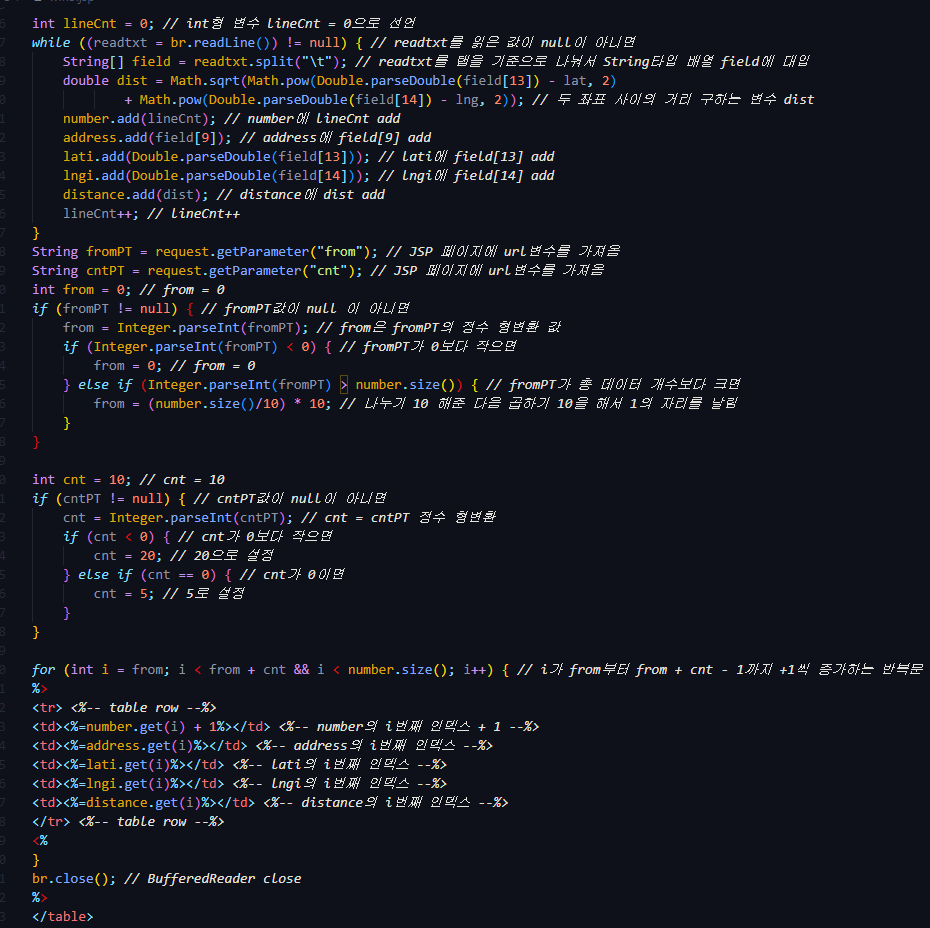 int lineCnt = 0; // int형 변수 lineCnt = 0으로 선언
while ((readtxt = br.readLine()) != null) { // readtxt를 읽은 값이 null이 아니면
String[] field = readtxt.split("\t"); // readtxt를 탭을 기준으로 나눠서 String타입 배열 field에 대입
double dist = Math.sqrt(Math.pow(Double.parseDouble(field[13]) - lat, 2)
+ Math.pow(Double.parseDouble(field[14]) - lng, 2)); // 두 좌표 사이의 거리 구하는 변수 dist
number.add(lineCnt); // number에 lineCnt add
address.add(field[9]); // address에 field[9] add
lati.add(Double.parseDouble(field[13])); // lati에 field[13] add
lngi.add(Double.parseDouble(field[14])); // lngi에 field[14] add
distance.add(dist); // distance에 dist add
lineCnt++; // lineCnt++
}
String fromPT = request.getParameter("from"); // JSP 페이지에 url변수를 가져옴
String cntPT = request.getParameter("cnt"); // JSP 페이지에 url변수를 가져옴
int from = 0; // from = 0
if (fromPT != null) { // fromPT값이 null 이 아니면
from = Integer.parseInt(fromPT); // from은 fromPT의 정수 형변환 값
if (Integer.parseInt(fromPT) < 0) { // fromPT가 0보다 작으면
from = 0; // from = 0
} else if (Integer.parseInt(fromPT) > number.size()) { // fromPT가 총 데이터 개수보다 크면
from = (number.size()/10) * 10; // 나누기 10 해준 다음 곱하기 10을 해서 1의 자리를 날림
}
}
int cnt = 10; // cnt = 10
if (cntPT != null) { // cntPT값이 null이 아니면
cnt = Integer.parseInt(cntPT); // cnt = cntPT 정수 형변환
if (cnt < 0) { // cnt가 0보다 작으면
cnt = 20; // 20으로 설정
} else if (cnt == 0) { // cnt가 0이면
cnt = 5; // 5로 설정
}
}
for (int i = from; i < from + cnt && i < number.size(); i++) { // i가 from부터 from + cnt - 1까지 +1씩 증가하는 반복문
%>
<tr> <%-- table row --%>
<td><%=number.get(i) + 1%></td> <%-- number의 i번째 인덱스 + 1 --%>
<td><%=address.get(i)%></td> <%-- address의 i번째 인덱스 --%>
<td><%=lati.get(i)%></td> <%-- lati의 i번째 인덱스 --%>
<td><%=lngi.get(i)%></td> <%-- lngi의 i번째 인덱스 --%>
<td><%=distance.get(i)%></td> <%-- distance의 i번째 인덱스 --%>
</tr> <%-- table row --%>
<%
}
br.close(); // BufferedReader close
%>
</table>